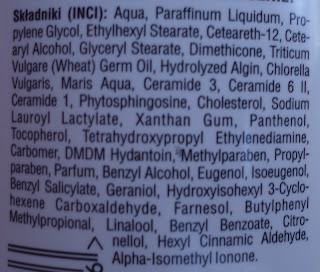 Składniki (INCI): Aqua, Paraffinum Liquidum, Pro-
pylene Glycol, Ethylhexyl Stearate, Ceteareth-12, Cete-
aryl Alcohol, Glyceryl Stearate, Dimethicone, Triticum
Vulgare (Wheat) Germ Oil, Hydrolyzed Algin, Chlorella
Vulgaris, Maris Aqua, Ceramide 3, Ceramide 6 II,
Ceramide 1, Phytosphingosine, Cholesterol, Sodium
Lauroyl Lactylate, Xanthan Gum, Panthenol,
Tocopherol, Tetrahydroxypropyl Ethylenediamine,
Carbomer, DMDM Hydantoin, Methylparaben, Propyl-
paraben, Parfum, Benzyl Alcohol, Eugenol, Isoeugenol,
Benzyl Salicylate, Geraniol, Hydroxylsohexyl 3-Cyclo-
hexene Carboxaldehyde, Farnesol, Butylphenyl
Methylpropional, Linalool, Benzyl Benzoate, Citro-
nellol, Hexyl Cinnamic Aldehyde,
Alpha-Isomethyl Ionone.